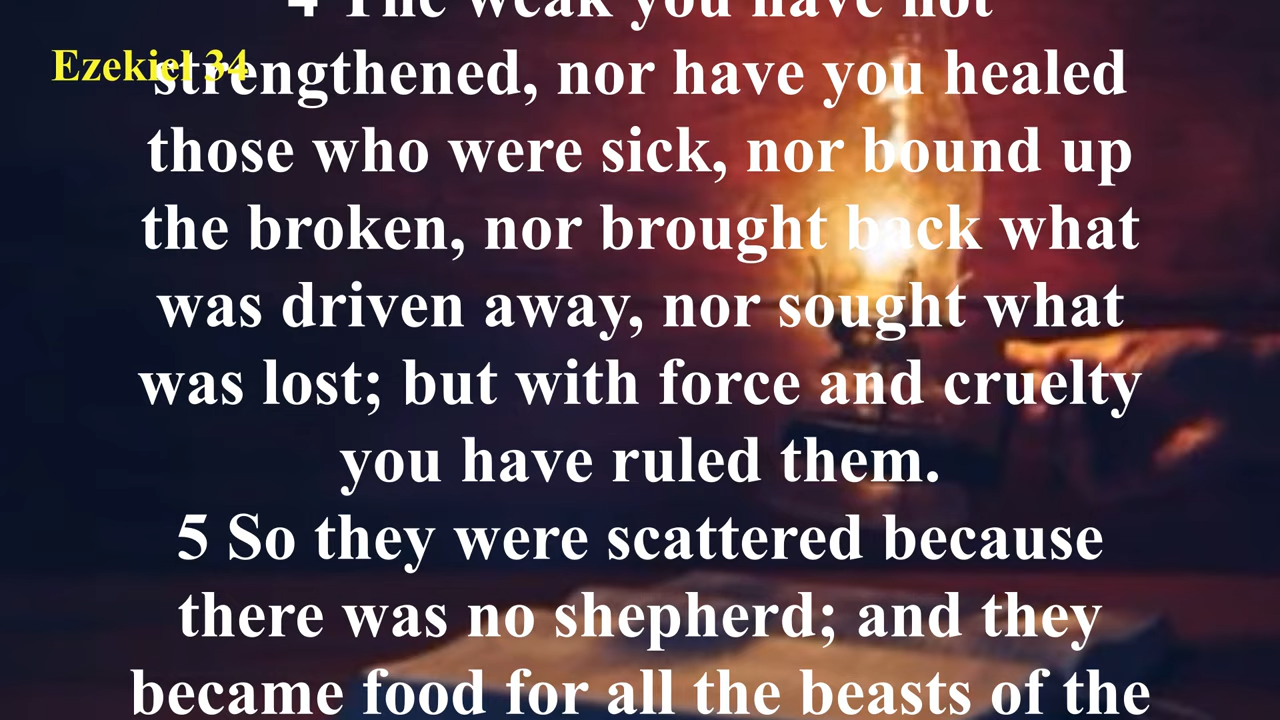 4 The weak you have not
Ezekiel 34
strengthened, nor have you healed
those who were sick, nor bound up
the broken, nor brought back what
was driven away, nor sought what
was lost; but with force and cruelty
you have ruled them.
5 So they were scattered because
there was no shepherd; and they
became food for all the beasts of the